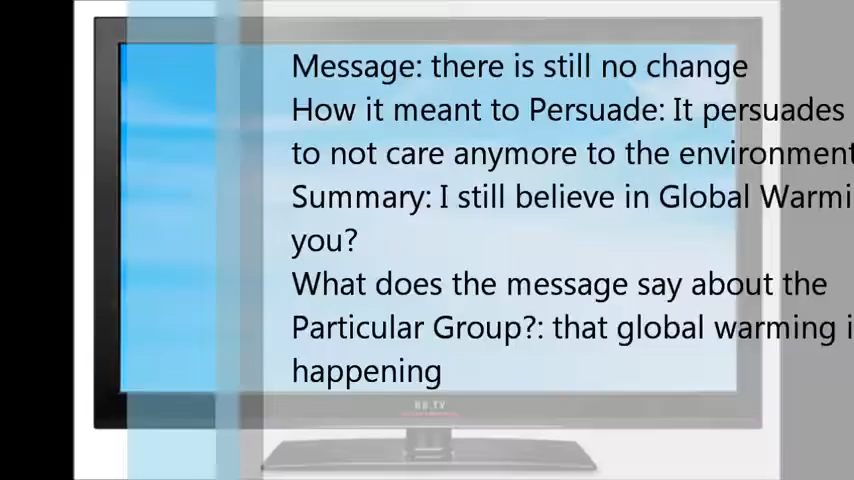 Message: there is still no change
How it meant to Persuade: It persuades
to not care anymore to the environment
Summary: I still believe in Global Warmi
you?
What does the message say about the
Particular Group?: that global warming i
happening